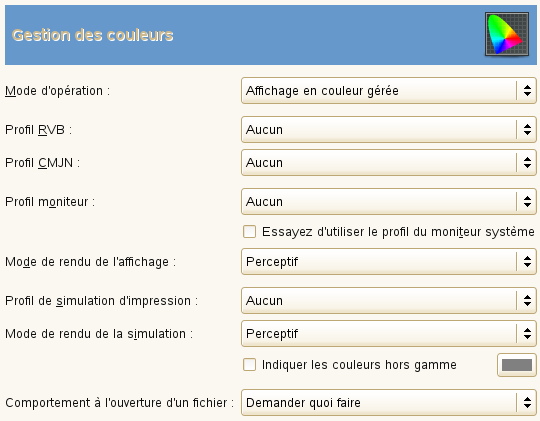 Gestion des couleurs
Mode d'opération : Affichage en couleur gérée
Profil RVB : Aucun
Profil CMJN : Aucun
Profil moniteur : Aucun
Essayez d'utiliser le profil du moniteur système
Mode de rendu de l'affichage : Perceptif
Profil de simulation d'impression : Aucun
Mode de rendu de la simulation : Perceptif
Indiquer les couleurs hors gamme
Comportement à l'ouverture d'un fichier : Demander quoi faire